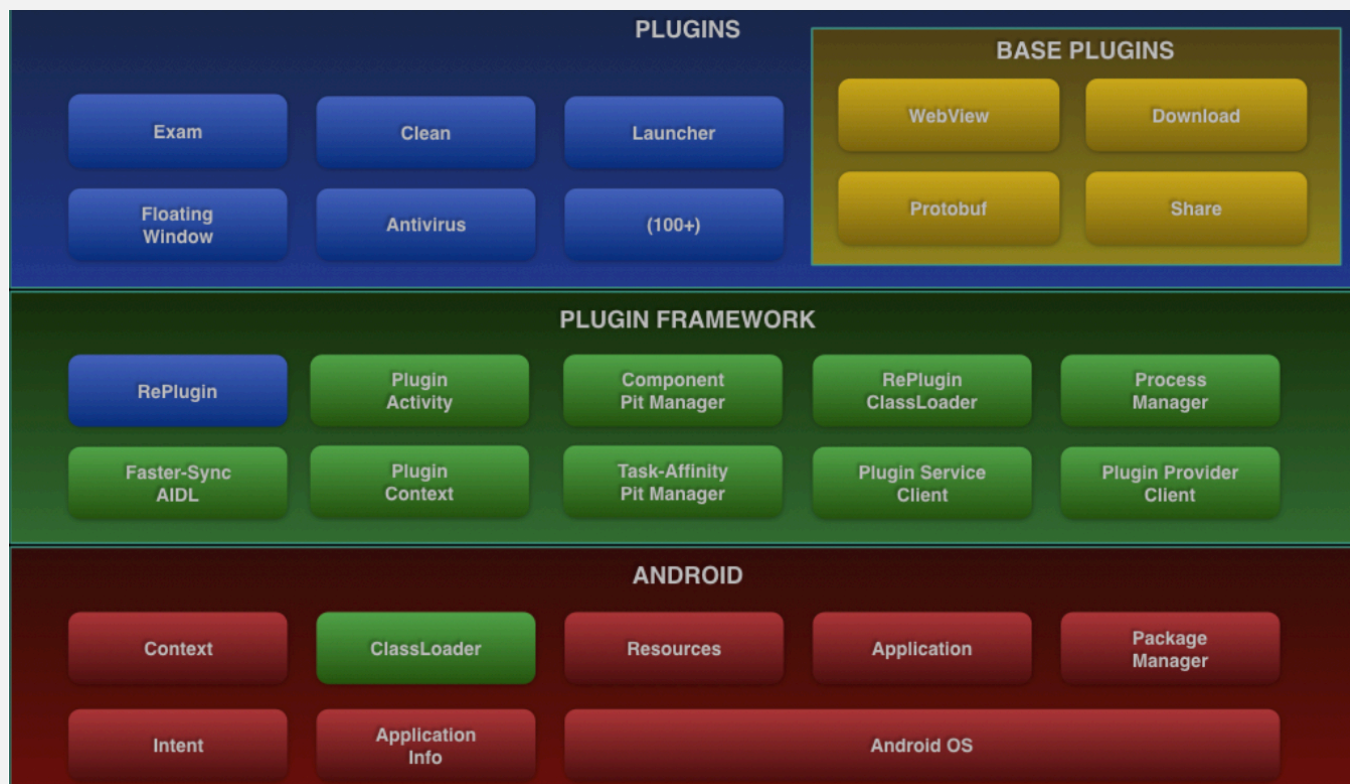 PLUGINS
BASE PLUGINS
Exam
Clean
Launcher
WebView
Download
Floating
Window
Antivirus
(100+)
Protobuf
Share
PLUGIN FRAMEWORK
RePlugin
Plugin
Activity
Component
Pit Manager
RePlugin
ClassLoader
Process
Manager
Faster-Sync
AIDL
Plugin
Context
Task-Affinity
Pit Manager
Plugin Service
Client
Plugin Provider
Client
ANDROID
Context
ClassLoader
Resources
Application
Package
Manager
Intent
Application
Info
Android OS